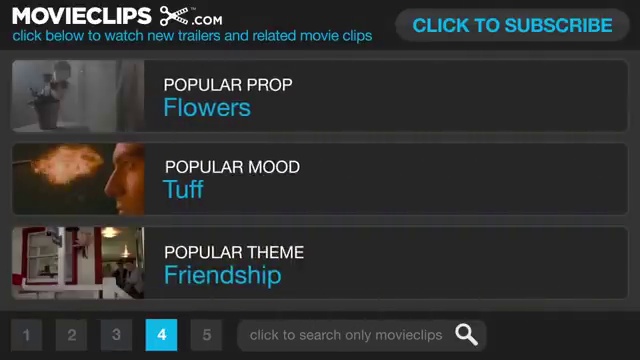 MOVIECLIPS .COM
click below to watch new trailers and related movie clips
CLICK TO SUBSCRIBE
POPULAR PROP
Flowers
POPULAR MOOD
Tuff
POPULAR THEME
Friendship
1 2 3 4 5
click to search only movieclips